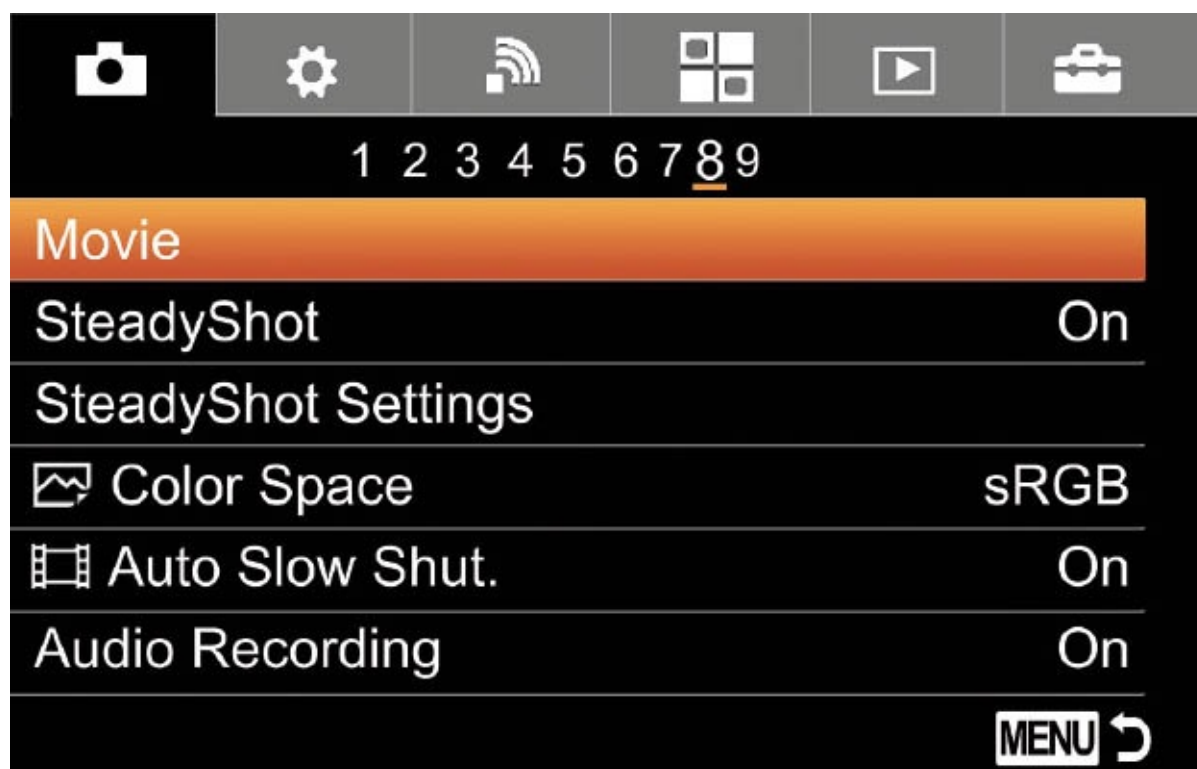 1 2 3 4 5 6 7 8 9
Movie
SteadyShot On
SteadyShot Settings
Color Space sRGB
Auto Slow Shut. On
Audio Recording On
MENU